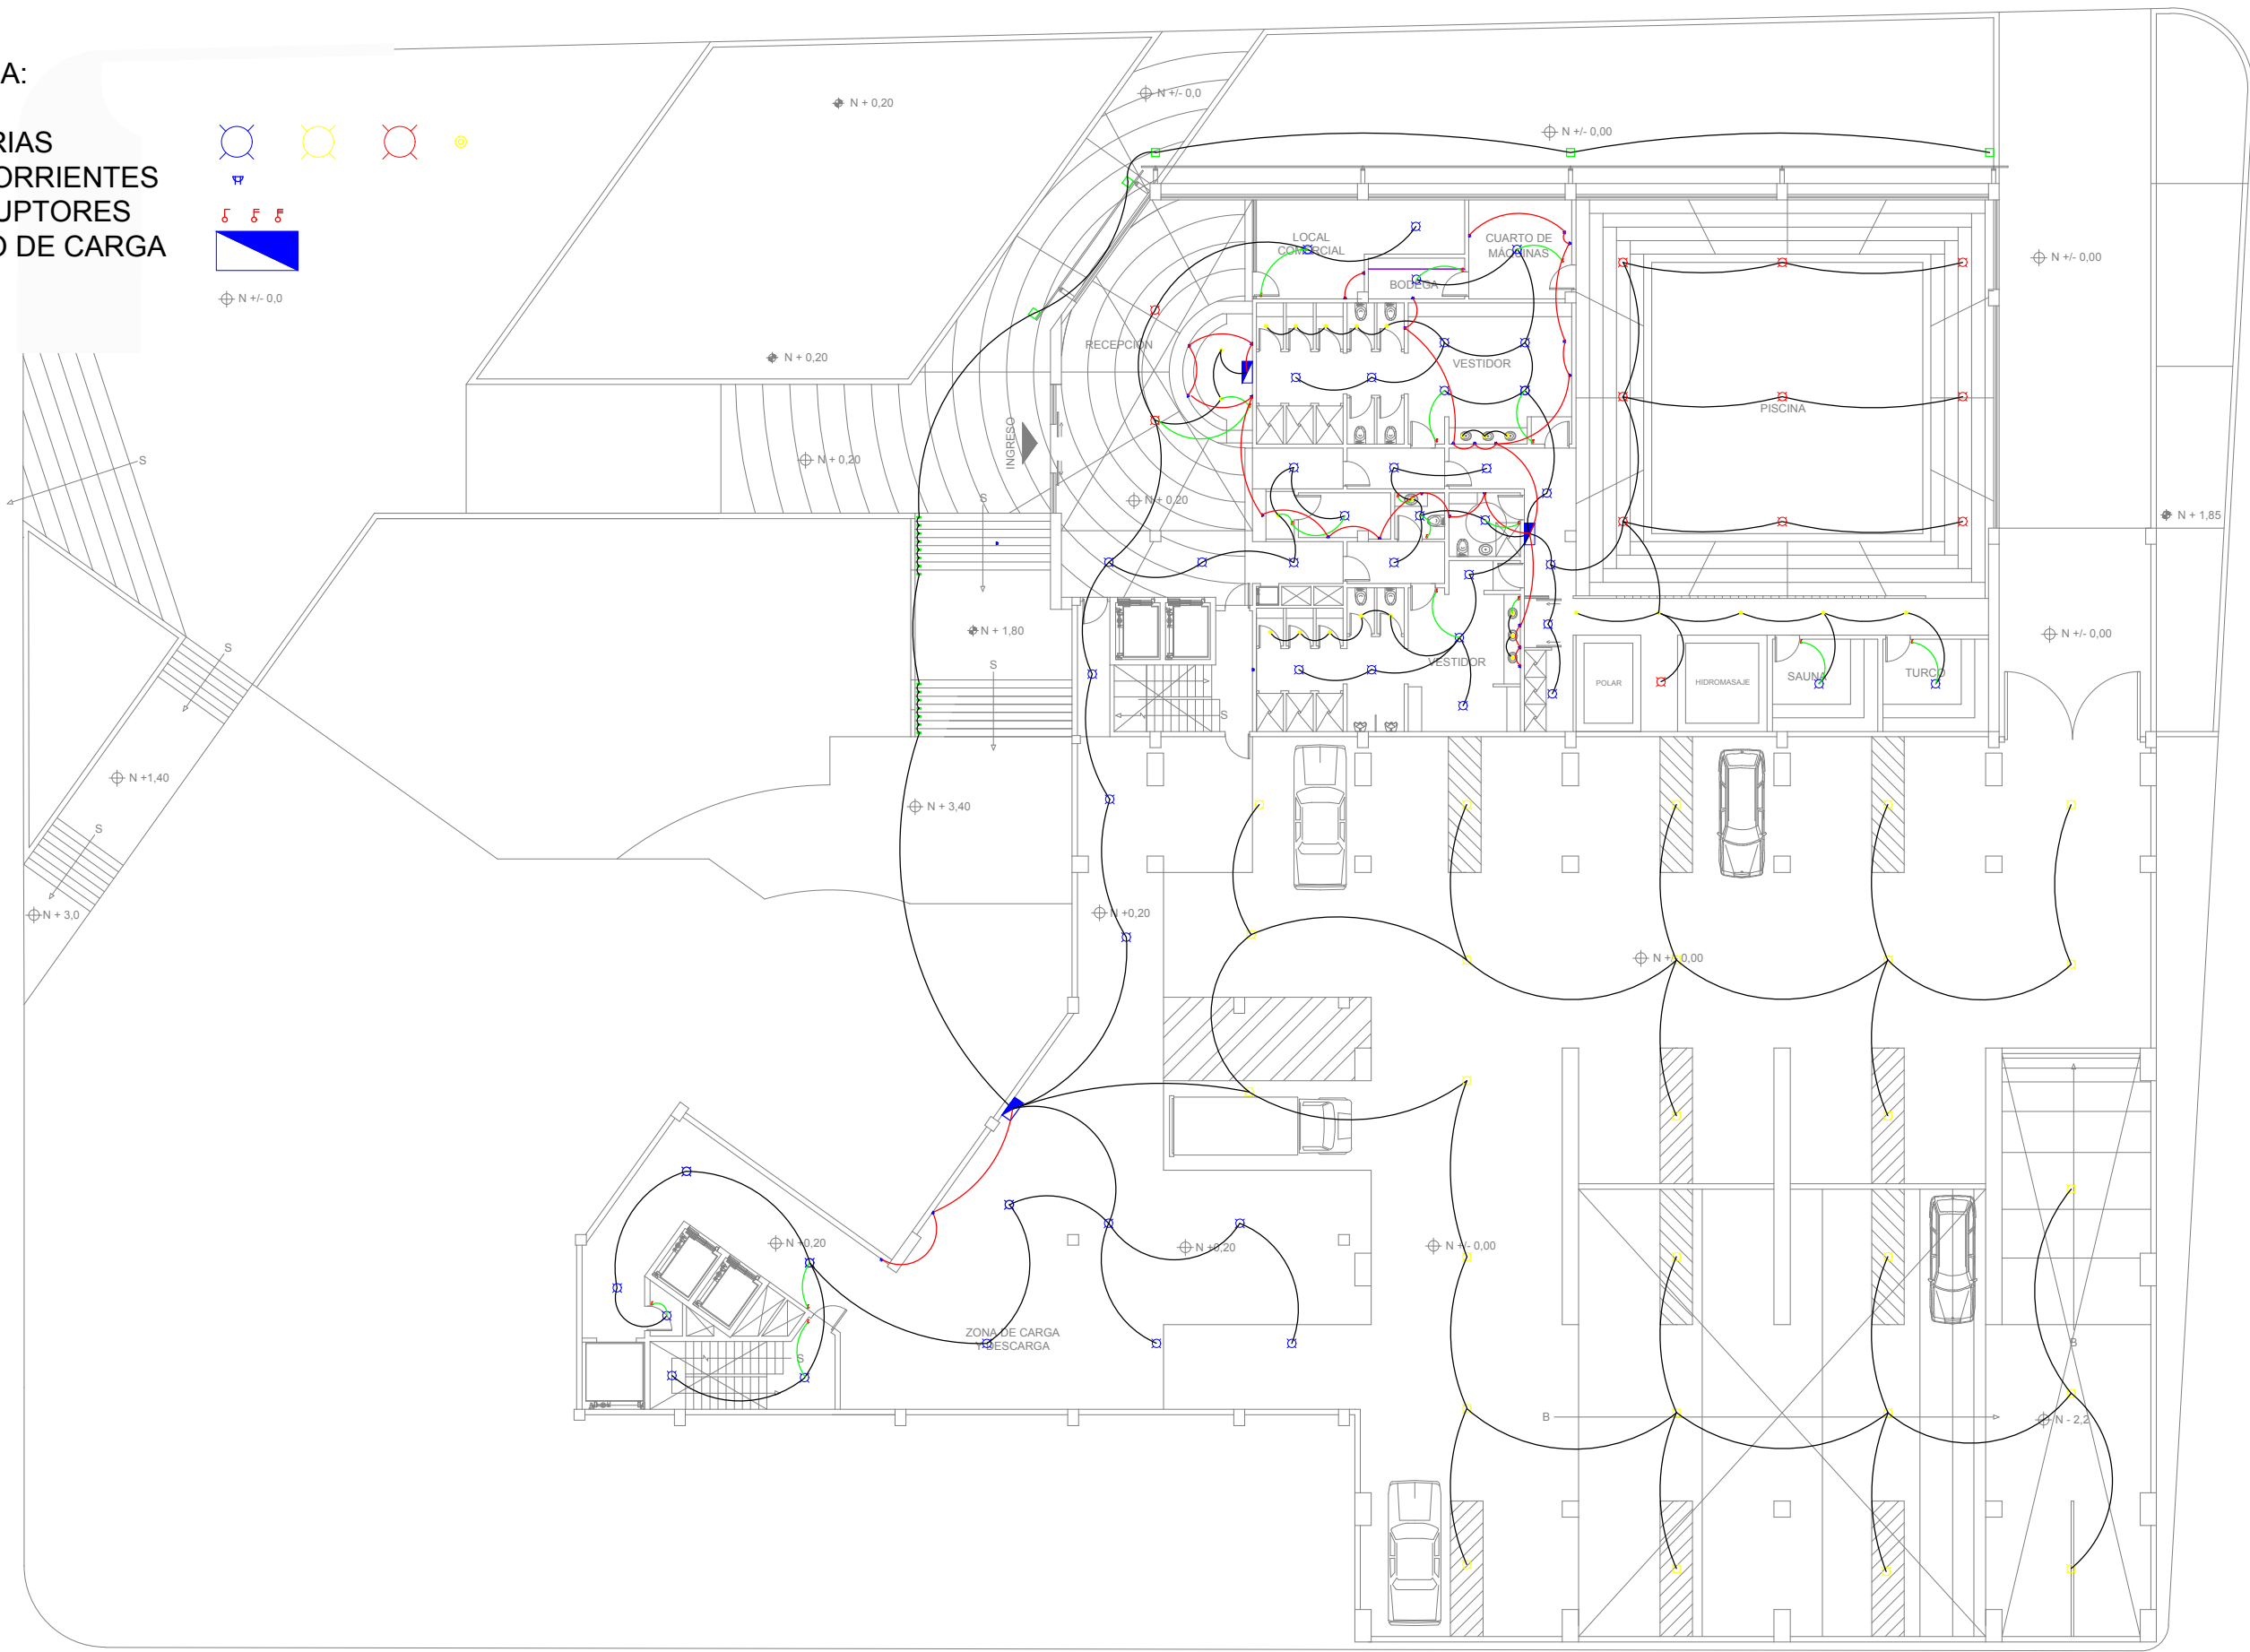 A:
RIAS
ORRIENTES
UPTORES
O DE CARGA
N +/- 0,0
N + 0,20
N +/- 0,0
N +/- 0,00
N +/- 0,00
LOCAL
COMERCIAL
CUARTO DE
MÁQUINAS
BODEGA
N + 0,20
RECEPCIÓN
VESTIDOR
PISCINA
INGRESO
S
N + 0,20
S
N + 0,20
N + 1,85
N + 1,80
N +/- 0,00
S
S
VESTIDOR
POLAR
HIDROMASAJE
SAUNA
TURCO
S
N +1,40
N + 3,40
S
N + 3,0
N +0,20
N +/- 0,00
N +0,20
N +0,20
N +/- 0,00
ZONA DE CARGA
Y DESCARGA
S
B
B
N - 2,2